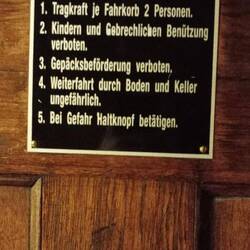 1. Tragkraft je Fahrkorb 2 Personen.
2. Kindern und Gebrechlichen Benützung
verboten.
3. Gepäcksbeförderung verboten.
4. Weiterfahrt durch Boden und Keller
ungefährlich.
5. Bei Gefahr Haltknopf betätigen.